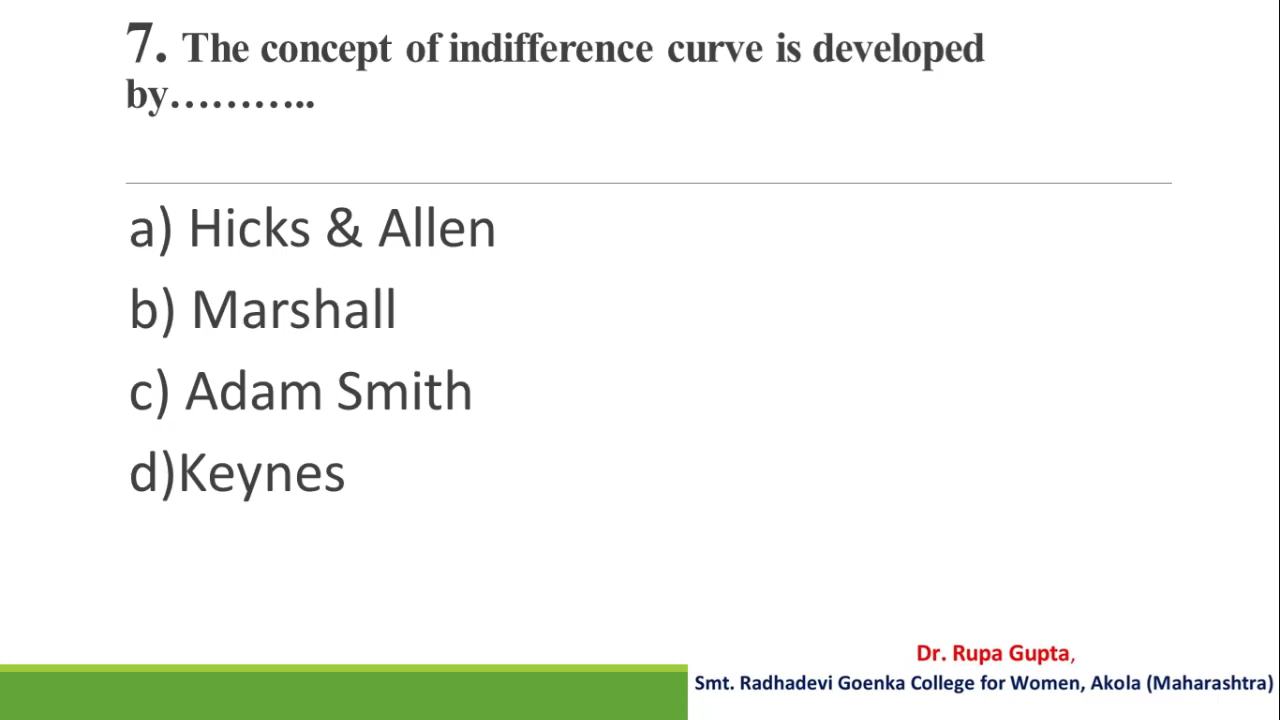 7. The concept of indifference curve is developed
by………..
a) Hicks & Allen
b) Marshall
c) Adam Smith
d)Keynes
Dr. Rupa Gupta,
Smt. Radhadevi Goenka College for Women, Akola (Maharashtra)